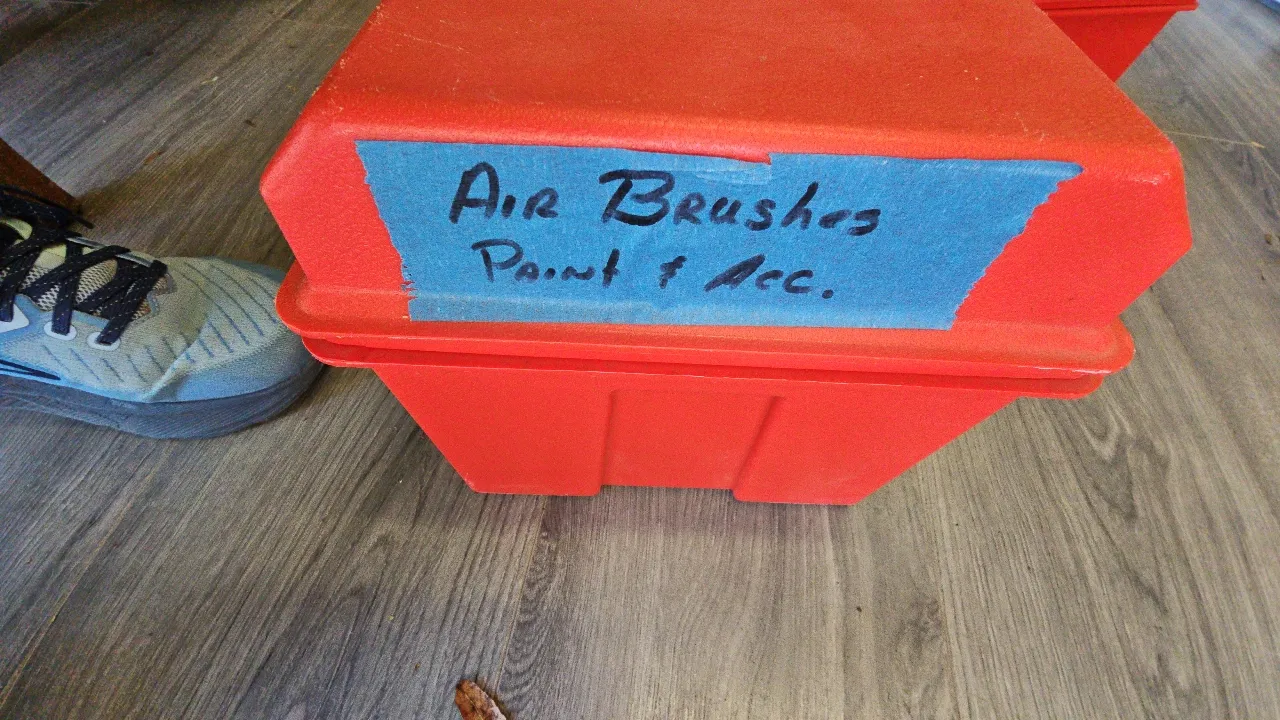 Air Brushes
Paint & Acc.